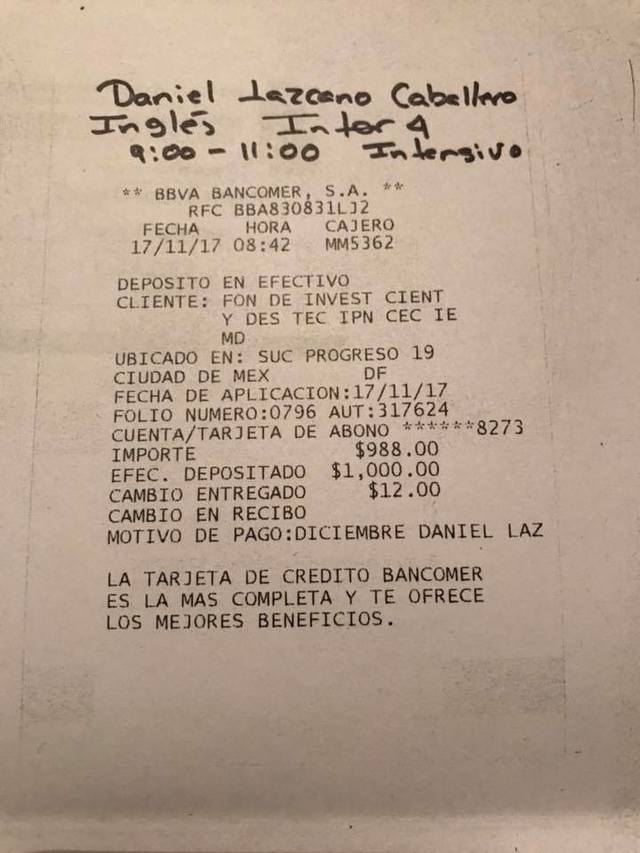 Daniel Lazcano Caballero
Inglés Inter 4
9:00 - 11:00 Intensivo
** BBVA BANCOMER, S.A. **
RFC BBA830831LJ2
FECHA HORA CAJERO
17/11/17 08:42 MM5362
DEPOSITO EN EFECTIVO
CLIENTE: FON DE INVEST CIENT
Y DES TEC IPN CEC IE
MD
UBICADO EN: SUC PROGRESO 19
CIUDAD DE MEX DF
FECHA DE APLICACION:17/11/17
FOLIO NUMERO:0796 AUT:317624
CUENTA/TARJETA DE ABONO ******8273
IMPORTE $988.00
EFEC. DEPOSITADO $1,000.00
CAMBIO ENTREGADO $12.00
CAMBIO EN RECIBO
MOTIVO DE PAGO:DICIEMBRE DANIEL LAZ
LA TARJETA DE CREDITO BANCOMER
ES LA MAS COMPLETA Y TE OFRECE
LOS MEJORES BENEFICIOS.